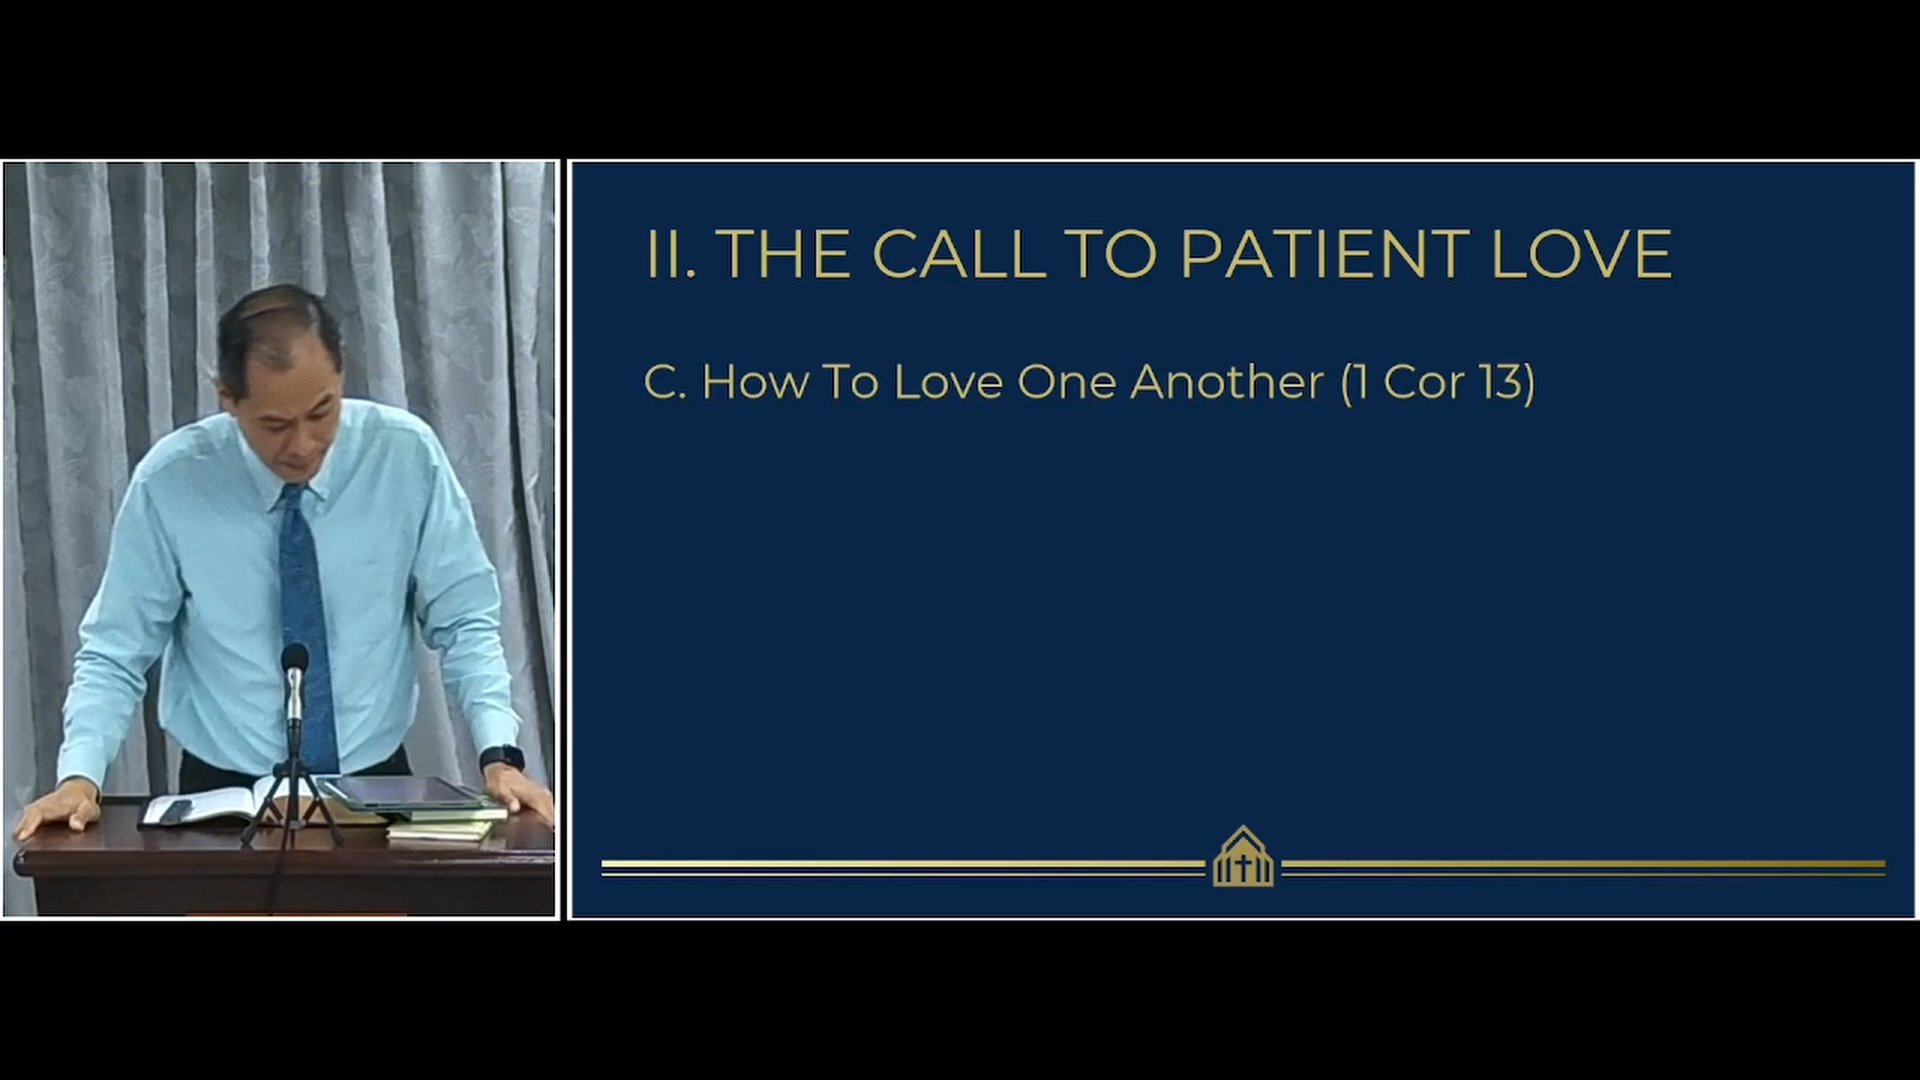 II. THE CALL TO PATIENT LOVE
C. How To Love One Another (1 Cor 13)